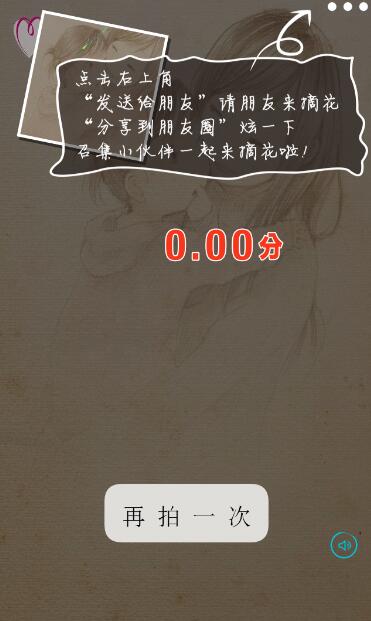 点击右上角
“发送给朋友”请朋友来摘花
“分享到朋友圈”炫一下
召集小伙伴一起来摘花啦！
0.00分
再拍一次